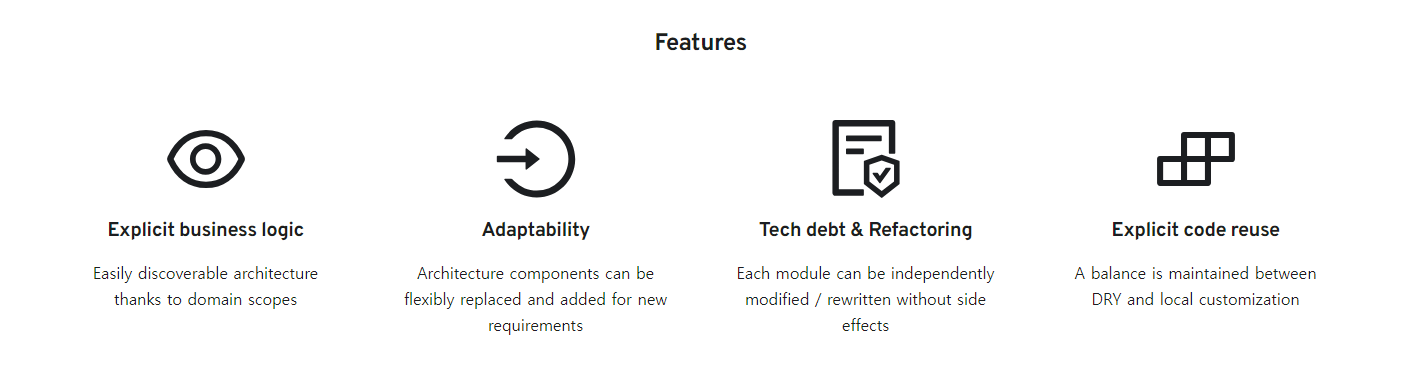 Features
Explicit business logic
Easily discoverable architecture
thanks to domain scopes
Adaptability
Architecture components can be
flexibly replaced and added for new
requirements
Tech debt & Refactoring
Each module can be independently
modified / rewritten without side
effects
Explicit code reuse
A balance is maintained between
DRY and local customization